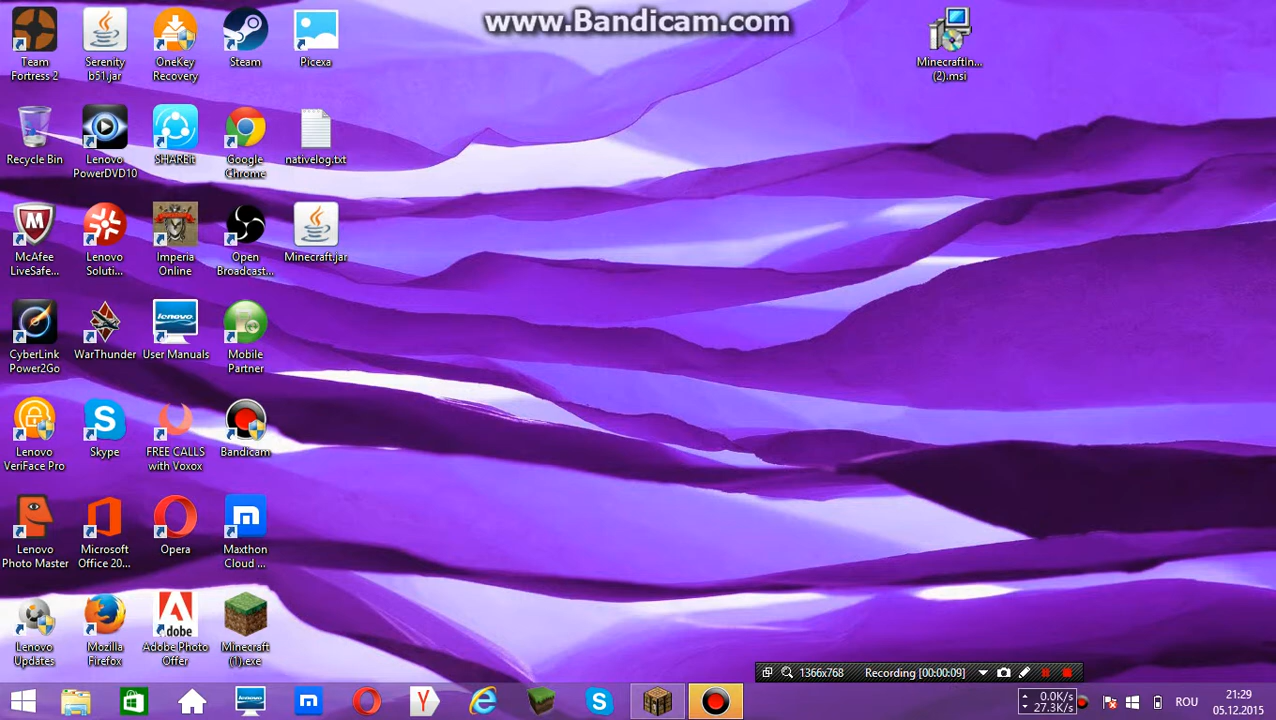 www.Bandicam.com
Team
Fortress 2
Serenity
b51.jar
OneKey
Recovery
Steam
Picexa
Minecraftin...
(2).msi
Recycle Bin
Lenovo
PowerDVD10
SHAREit
Google
Chrome
nativelog.txt
McAfee
LiveSafe...
Lenovo
Soluti...
Imperia
Online
Open
Broadcast...
Minecraft.jar
CyberLink
Power2Go
WarThunder
lenovo
User Manuals
Mobile
Partner
Lenovo
VeriFace Pro
Skype
FREE CALLS
with Voxox
Bandicam
Lenovo
Photo Master
Microsoft
Office 20...
Opera
Maxthon
Cloud ...
Lenovo
Updates
Mozilla
Firefox
Adobe
Adobe Photo
Offer
Minecraft
(1).exe
1366x768
Recording [00:00:09]
lenovo
0.0K/s
27.3K/s
ROU
21:29
05.12.2015